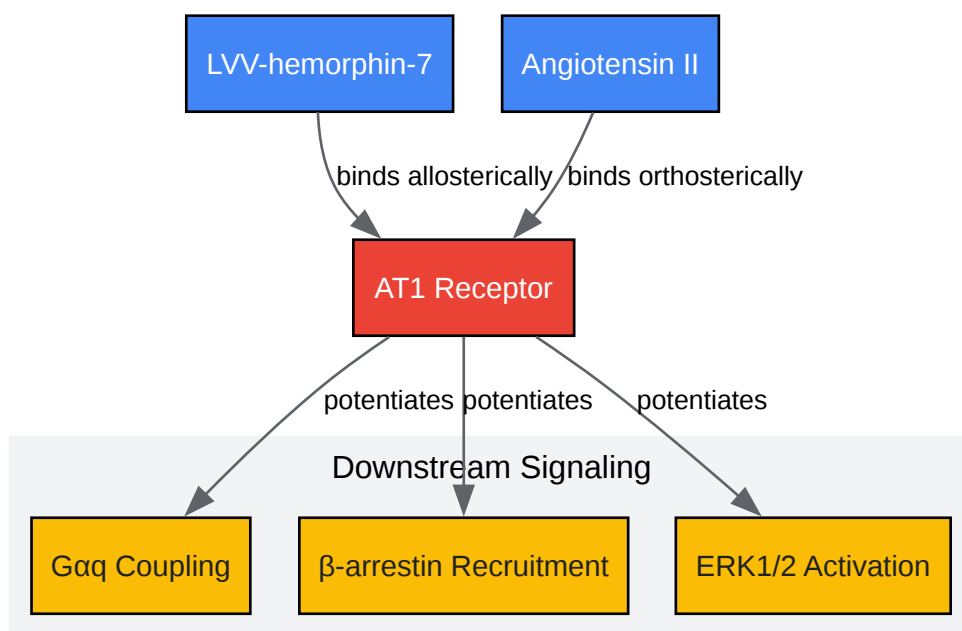 LVV-hemorphin-7
Angiotensin II
binds allosterically
binds orthosterically
AT1 Receptor
potentiates
potentiates
potentiates
Downstream Signaling
Gαq Coupling
β-arrestin Recruitment
ERK1/2 Activation